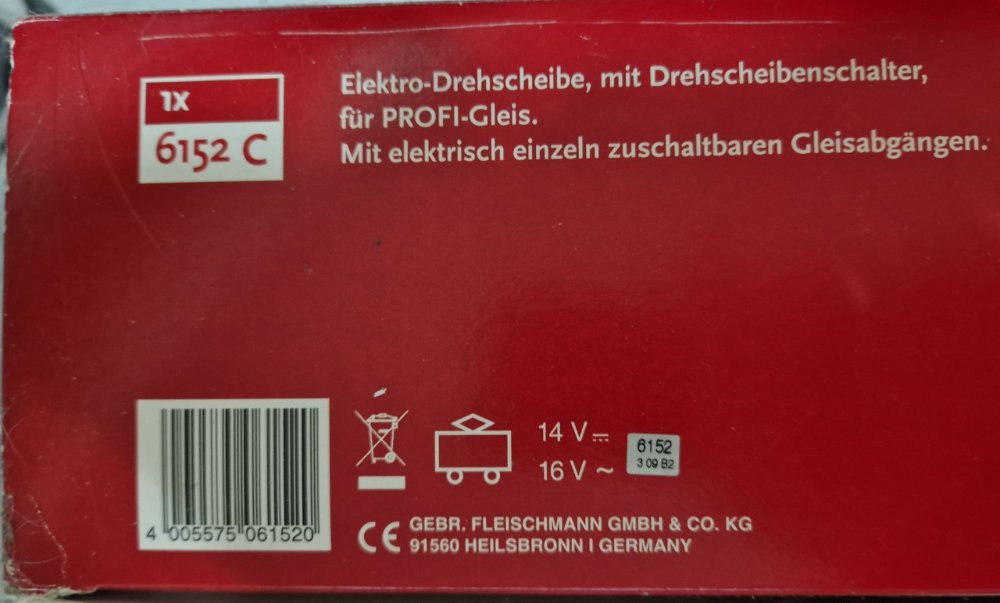 1x
6152 C
Elektro-Drehscheibe, mit Drehscheibenschalter,
für PROFI-Gleis.
Mit elektrisch einzeln zuschaltbaren Gleisabgängen.
4 005575 061520
14 V
16 V ~
6152
3 09 B2
CE
GEBR. FLEISCHMANN GMBH & CO. KG
91560 HEILSBRONN I GERMANY